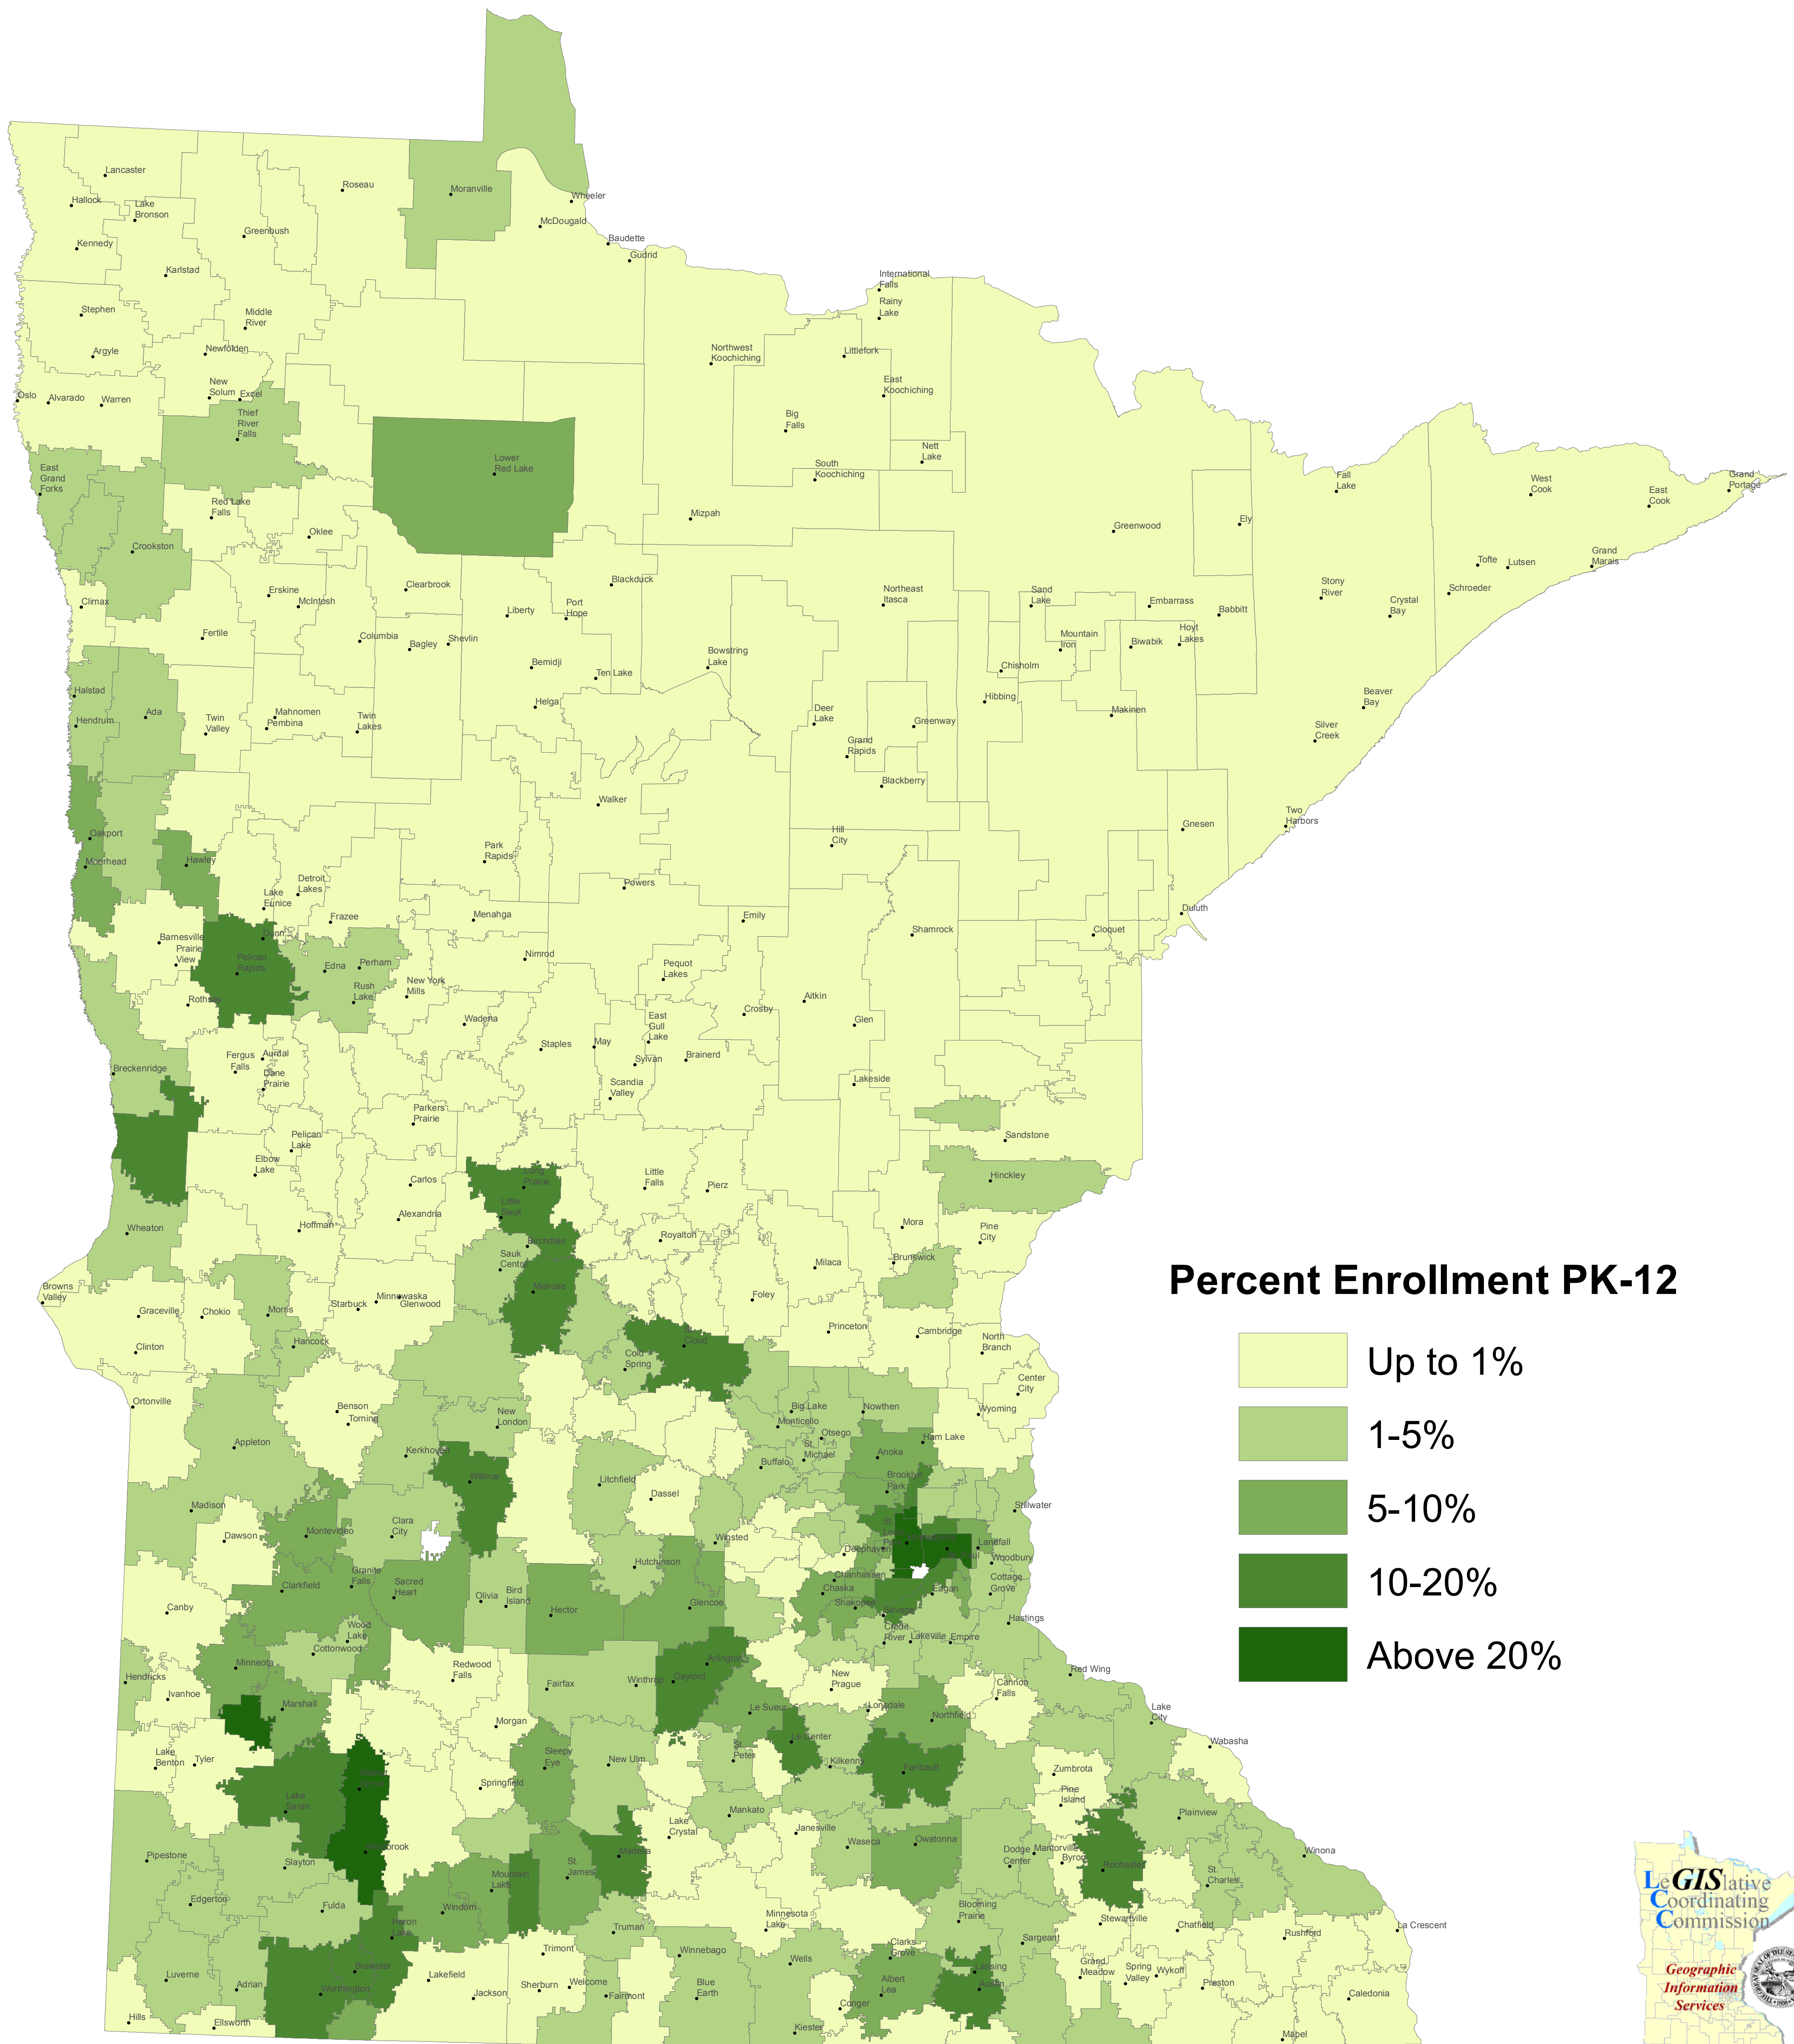 Lancaster
Roseau
Moranville
Hallock
Lake
Bronson
Wheeler
McDougald
Greenbush
Baudette
Kennedy
Gudrid
Karlstad
International
Falls
Rainy
Lake
Stephen
Middle
River
Argyle
Newfolden
Northwest
Koochiching
Littlefork
East
Koochiching
New
Solum
Excel
Oslo
Alvarado
Warren
Thief
River
Falls
Big
Falls
Nett
Lake
East
Grand
Forks
Lower
Red Lake
South
Koochiching
Fall
Lake
West
Cook
East
Cook
Grand
Portage
Red Lake
Falls
Mizpah
Greenwood
Ely
Oklee
Crookston
Tofte
Lutsen
Grand
Marais
Clearbrook
Blackduck
Erskine
McIntosh
Climax
Liberty
Port
Hope
Northeast
Itasca
Sand
Lake
Embarrass
Babbitt
Stony
River
Crystal
Bay
Schroeder
Fertile
Columbia
Bagley
Shevlin
Mountain
Iron
Biwabik
Hoyt
Lakes
Bemidji
Ten Lake
Bowstring
Lake
Chisholm
Halstad
Hendrum
Ada
Twin
Valley
Mahnomen
Pembina
Twin
Lakes
Helga
Deer
Lake
Greenway
Hibbing
Makinen
Beaver
Bay
Silver
Creek
Grand
Rapids
Blackberry
Walker
Two
Harbors
Gnesen
Oakport
Moorhead
Hawley
Park
Rapids
Hill
City
Detroit
Lakes
Lake
Eunice
Powers
Frazee
Menahga
Emily
Duluth
Shamrock
Cloquet
Barnesville
Prairie
View
Dunn
Pelican
Rapids
Edna
Perham
Rush
Lake
New York
Mills
Nimrod
Pequot
Lakes
Rothsay
Aitkin
Crosby
Glen
Wadena
East
Gull
Lake
Staples
May
Sylvan
Brainerd
Fergus
Falls
Aurdal
Dane
Prairie
Breckenridge
Scandia
Valley
Lakeside
Parkers
Prairie
Pelican
Lake
Elbow
Lake
Sandstone
Hinckley
Carlos
Long
Prairie
Little
Sauk
Little
Falls
Pierz
Alexandria
Wheaton
Hoffman
Birchdale
Sauk
Centre
Royalton
Mora
Pine
City
Milaca
Brunswick
Percent Enrollment PK-12
Browns
Valley
Melrose
Minnewaska
Glenwood
Starbuck
Graceville
Chokio
Morris
Foley
Princeton
Cambridge
North
Branch
Hancock
Clinton
Cloud
Cold
Spring
Up to 1%
Center
City
Ortonville
Benson
Torning
New
London
Big Lake
Monticello
Nowthen
Wyoming
1-5%
Appleton
Kerkhoven
Otsego
St.
Michael
Ham Lake
Anoka
Buffalo
Willmar
Litchfield
Dassel
Brooklyn
Park
Stillwater
5-10%
Madison
Dawson
Montevideo
Clara
City
Winsted
Deephaven
Landfall
Woodbury
Hutchinson
Granite
Falls
Clarkfield
Sacred
Heart
Olivia
Bird
Island
Hector
Glencoe
Chanhassen
Chaska
Shakopee
Savage
Eagan
Cottage
Grove
10-20%
Canby
Hastings
Wood
Lake
Cottonwood
Credit
River
Lakeville
Empire
Above 20%
Minneota
Hendricks
Ivanhoe
Redwood
Falls
Fairfax
Winthrop
Gaylord
Arlington
New
Prague
Red Wing
Cannon
Falls
Marshall
Morgan
Le Sueur
Lonsdale
Northfield
Lake
City
Lake
Benton
Tyler
Sleepy
Eye
New Ulm
St.
Peter
Le Center
Kilkenny
Faribault
Wabasha
Zumbrota
Pine
Island
Springfield
Lake
Sarah
Mankato
Plainview
Lake
Crystal
Janesville
Waseca
Owatonna
Dodge
Center
Mantorville
Byron
Rochester
Winona
Pipestone
Slayton
Mountain
Lake
St.
James
Madelia
St.
Charles
Edgerton
Fulda
Heron
Lake
Windom
Minnesota
Lake
Blooming
Prairie
Stewartville
Chatfield
Rushford
La Crescent
Truman
Trimont
Winnebago
Wells
Clarks
Grove
Sargeant
Luverne
Adrian
Brewster
Worthington
Lakefield
Jackson
Sherburn
Welcome
Fairmont
Blue
Earth
Albert
Lea
Lansing
Austin
Grand
Meadow
Spring
Valley
Wykoff
Preston
Caledonia
Hills
Ellsworth
Conger
Kiester
Mapel
LeGISlative
Coordinating
Commission
Geographic
Information
Services